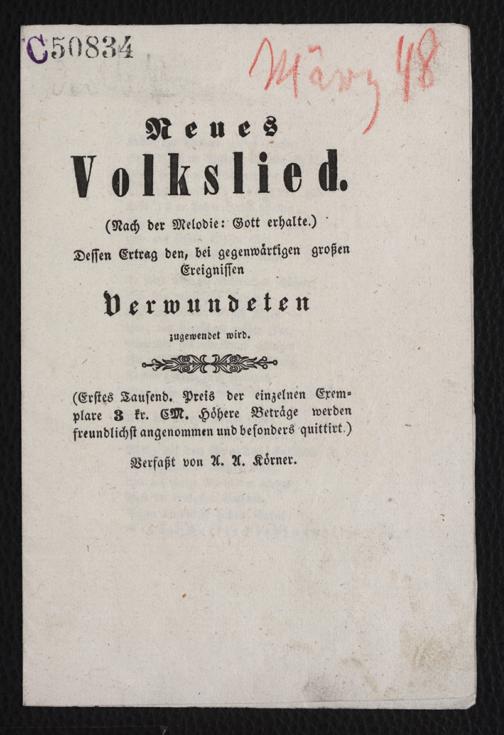 C50834
März 48
Neues
Volkslied.
(Nach der Melodie: Gott erhalte.)
Dessen Ertrag den, bei gegenwärtigen großen
Ereignissen
Verwundeten
zugewendet wird.
(Erstes Tausend. Preis der einzelnen Exem-
plare 3 kr. CM. Höhere Beträge werden
freundlichst angenommen und besonders quittirt.)
Verfaßt von A. A. Körner.